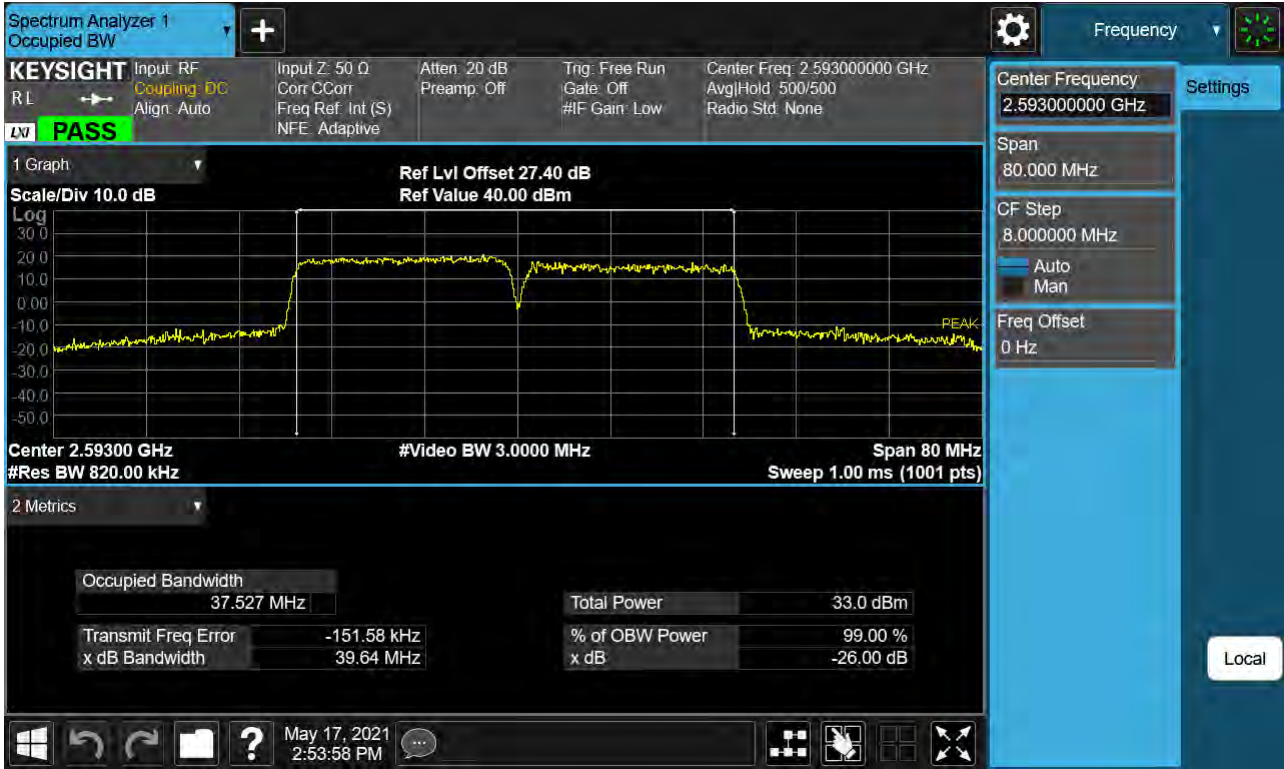 Spectrum Analyzer 1
Occupied BW
Frequency
KEYSIGHT
R L
LXI
PASS
Input: RF
Coupling: DC
Align: Auto
Input Z: 50 Ω
Corr CCorr
Freq Ref: Int (S)
NFE: Adaptive
Atten: 20 dB
Preamp: Off
Trig: Free Run
Gate: Off
#IF Gain: Low
Center Freq: 2.593000000 GHz
Avg|Hold: 500/500
Radio Std: None
1 Graph
Scale/Div 10.0 dB
Ref Lvl Offset 27.40 dB
Ref Value 40.00 dBm
Log
30.0
20.0
10.0
0.00
-10.0
-20.0
-30.0
-40.0
-50.0
PEAK
Center 2.59300 GHz
#Video BW 3.0000 MHz
Span 80 MHz
#Res BW 820.00 kHz
Sweep 1.00 ms (1001 pts)
2 Metrics
Occupied Bandwidth
37.527 MHz
Transmit Freq Error -151.58 kHz
x dB Bandwidth 39.64 MHz
Total Power 33.0 dBm
% of OBW Power 99.00 %
x dB -26.00 dB
Center Frequency
2.593000000 GHz
Span
80.000 MHz
CF Step
8.000000 MHz
Auto
Man
Freq Offset
0 Hz
Settings
Local
?
May 17, 2021
2:53:58 PM